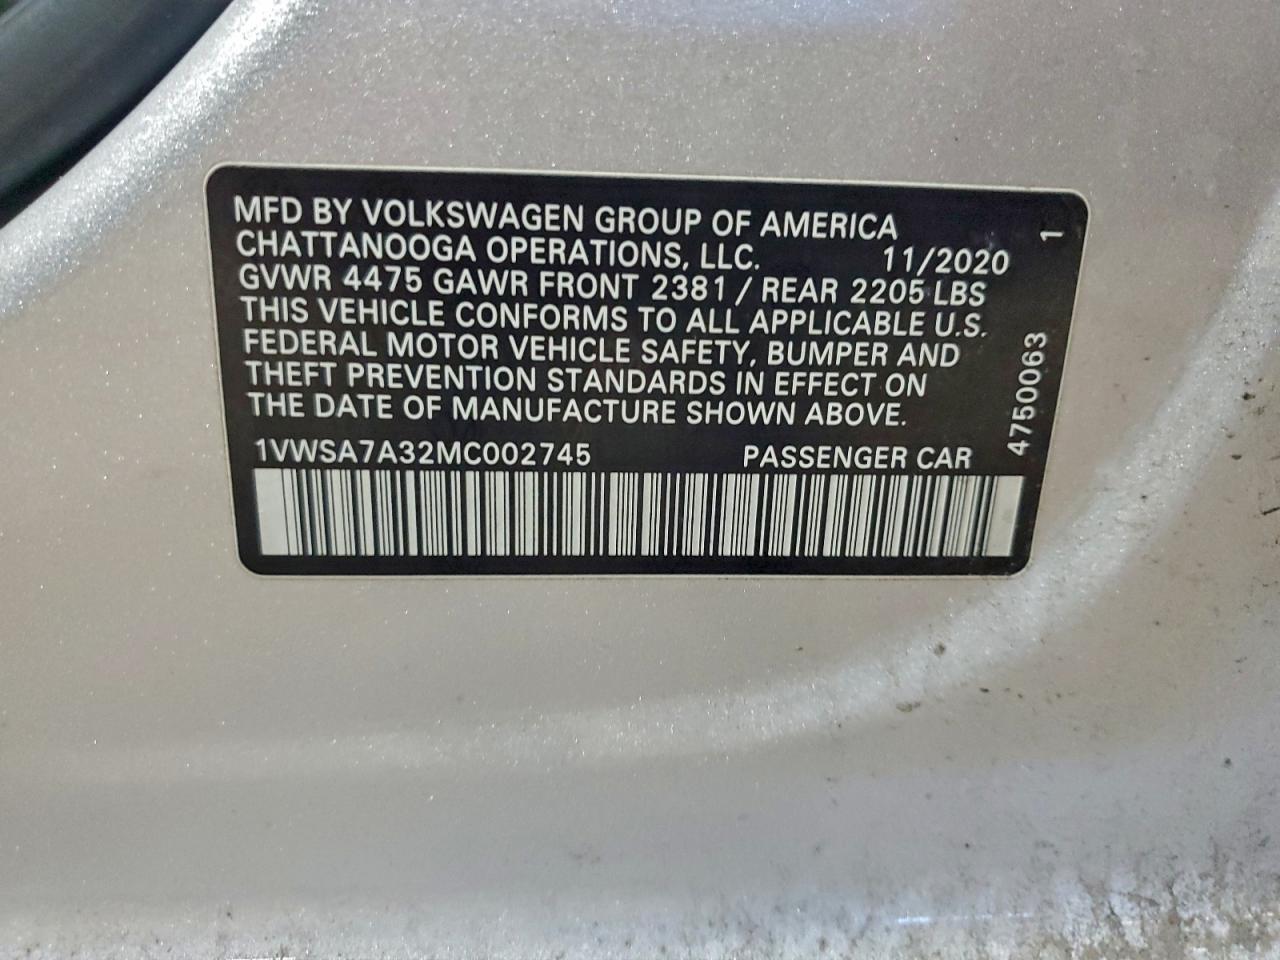 MFD BY VOLKSWAGEN GROUP OF AMERICA
CHATTANOOGA OPERATIONS, LLC. 11/2020
GVWR 4475 GAWR FRONT 2381 / REAR 2205 LBS
THIS VEHICLE CONFORMS TO ALL APPLICABLE U.S.
FEDERAL MOTOR VEHICLE SAFETY, BUMPER AND
THEFT PREVENTION STANDARDS IN EFFECT ON
THE DATE OF MANUFACTURE SHOWN ABOVE.
1VWSA7A32MC002745 PASSENGER CAR
4750063 1